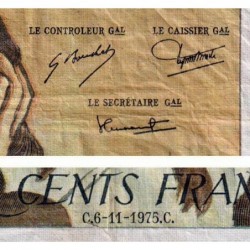 LE CONTROLEUR GAL LE CAISSIER GAL
LE SECRÉTAIRE GAL
CENTS FRAN
C.6-11-1975.C.